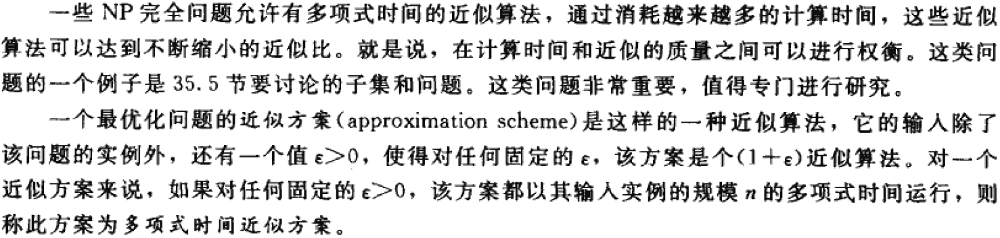 一些 NP 完全问题允许有多项式时间的近似算法，通过消耗越来越多的计算时间，这些近似
算法可以达到不断缩小的近似比。就是说，在计算时间和近似的质量之间可以进行权衡。这类问
题的一个例子是 35.5 节要讨论的子集和问题。这类问题非常重要，值得专门进行研究。
一个最优化问题的近似方案(approximation scheme)是这样的一种近似算法，它的输入除了
该问题的实例外，还有一个值 ε>0，使得对任何固定的 ε，该方案是个(1+ε)近似算法。对一个
近似方案来说，如果对任何固定的 ε>0，该方案都以其输入实例的规模 n 的多项式时间运行，则
称此方案为多项式时间近似方案。